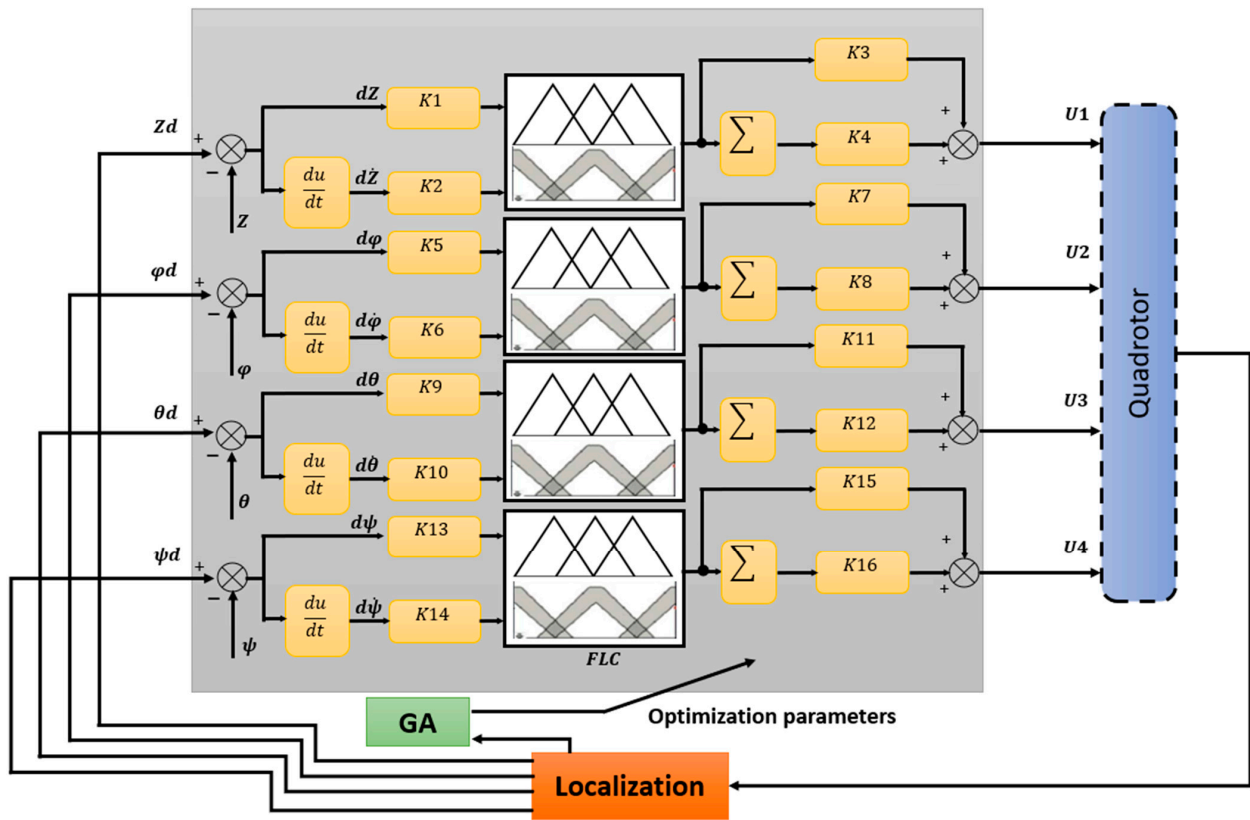 K3
dZ
K1
Zd
+
−
+
U1
∑
K4
+
du
dt
dŻ
K2
Z
K7
dφ
K5
φd
+
−
+
U2
∑
K8
+
du
dt
dφ̇
K6
φ
K11
dθ
K9
θd
+
−
+
U3
∑
K12
+
du
dt
dθ̇
K10
θ
K15
dψ
K13
ψd
+
−
+
U4
∑
K16
+
du
dt
dψ̇
K14
ψ
FLC
Quadrotor
GA
Optimization parameters
Localization